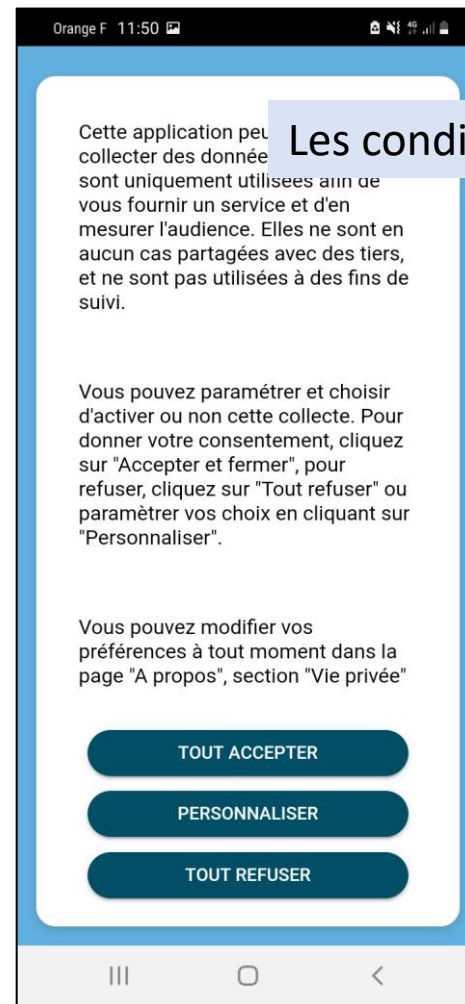 Orange F 11:50
4G
Les condi
Cette application peu
collecter des donnée
sont uniquement utilisées afin de
vous fournir un service et d'en
mesurer l'audience. Elles ne sont en
aucun cas partagées avec des tiers,
et ne sont pas utilisées à des fins de
suivi.
Vous pouvez paramétrer et choisir
d'activer ou non cette collecte. Pour
donner votre consentement, cliquez
sur "Accepter et fermer", pour
refuser, cliquez sur "Tout refuser" ou
paramètrer vos choix en cliquant sur
"Personnaliser".
Vous pouvez modifier vos
préférences à tout moment dans la
page "A propos", section "Vie privée"
TOUT ACCEPTER
PERSONNALISER
TOUT REFUSER